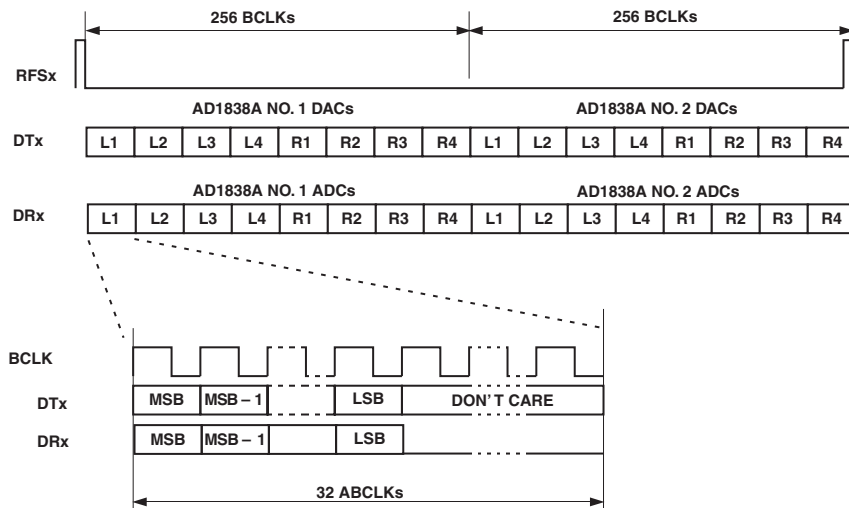 256 BCLKs 256 BCLKs
RFSx
AD1838A NO. 1 DACs AD1838A NO. 2 DACs
DTx L1 L2 L3 L4 R1 R2 R3 R4 L1 L2 L3 L4 R1 R2 R3 R4
AD1838A NO. 1 ADCs AD1838A NO. 2 ADCs
DRx L1 L2 L3 L4 R1 R2 R3 R4 L1 L2 L3 L4 R1 R2 R3 R4
BCLK
DTx MSB MSB – 1 LSB DON'T CARE
DRx MSB MSB – 1 LSB
32 ABCLKs